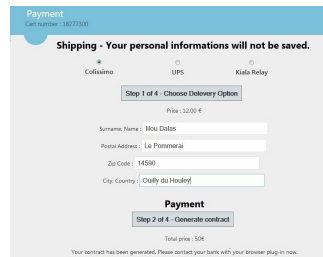 Payment
Cart number : 16277300
Shipping - Your personal informations will not be saved.
Colissimo UPS Kiala Relay
Step 1 of 4 - Choose Delevery Option
Price : 12,00 €
Surname, Name : lilou Dalas
Postal Address : Le Pommerai
Zip Code : 14590
City, Country : Ouilly du Houley
Payment
Step 2 of 4 - Generate contract
Total price : 50€
Your contract has been generated. Please contact your bank with your browser plug-in now.